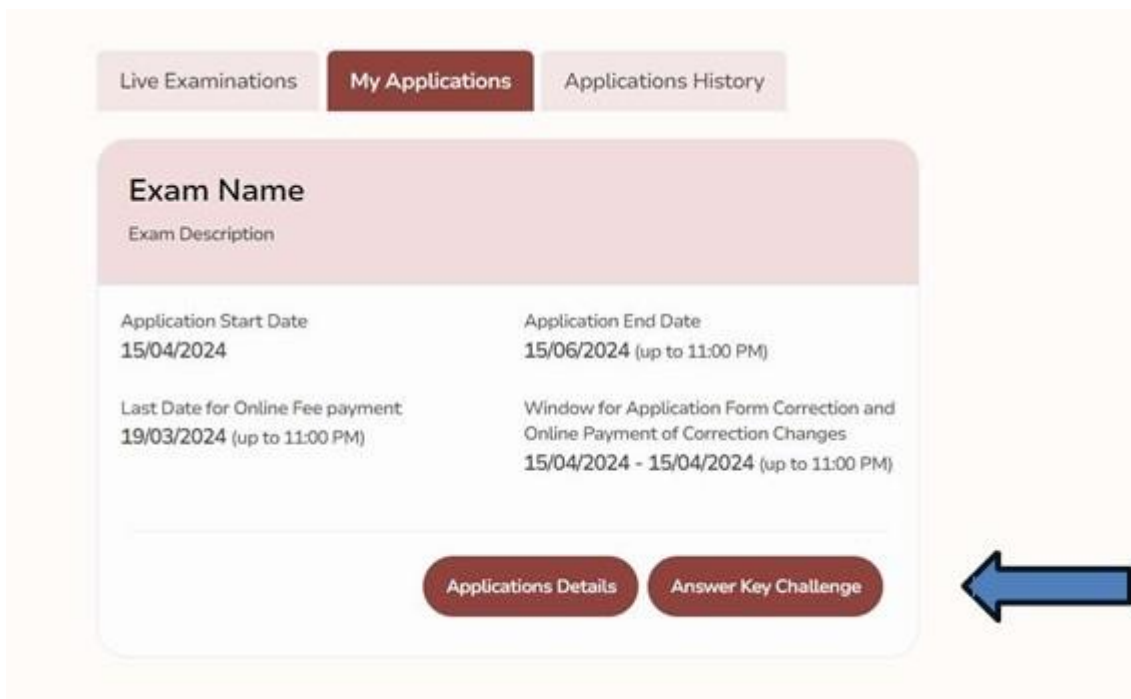 Live Examinations
My Applications
Applications History
Exam Name
Exam Description
Application Start Date
15/04/2024
Application End Date
15/06/2024 (up to 11:00 PM)
Last Date for Online Fee payment
19/03/2024 (up to 11:00 PM)
Window for Application Form Correction and
Online Payment of Correction Changes
15/04/2024 - 15/04/2024 (up to 11:00 PM)
Applications Details
Answer Key Challenge